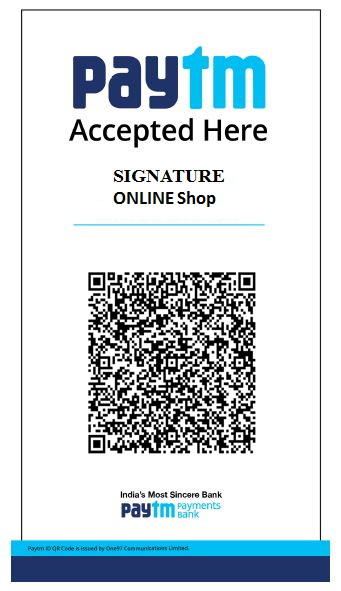 paytm
Accepted Here
SIGNATURE
ONLINE Shop
India's Most Sincere Bank
paytm payments
bank
Paytm ID QR Code is issued by One97 Communications Limited.